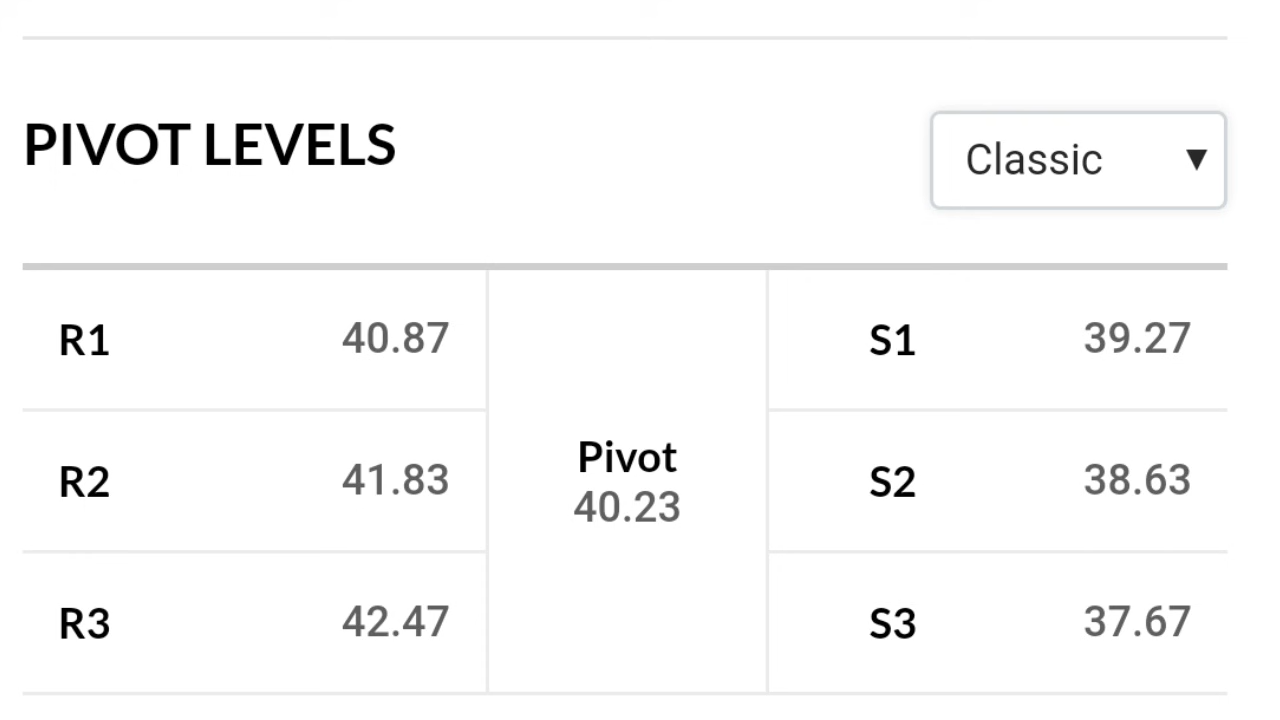 PIVOT LEVELS
Classic ▼
R1 40.87
R2 41.83
R3 42.47
Pivot
40.23
S1 39.27
S2 38.63
S3 37.67